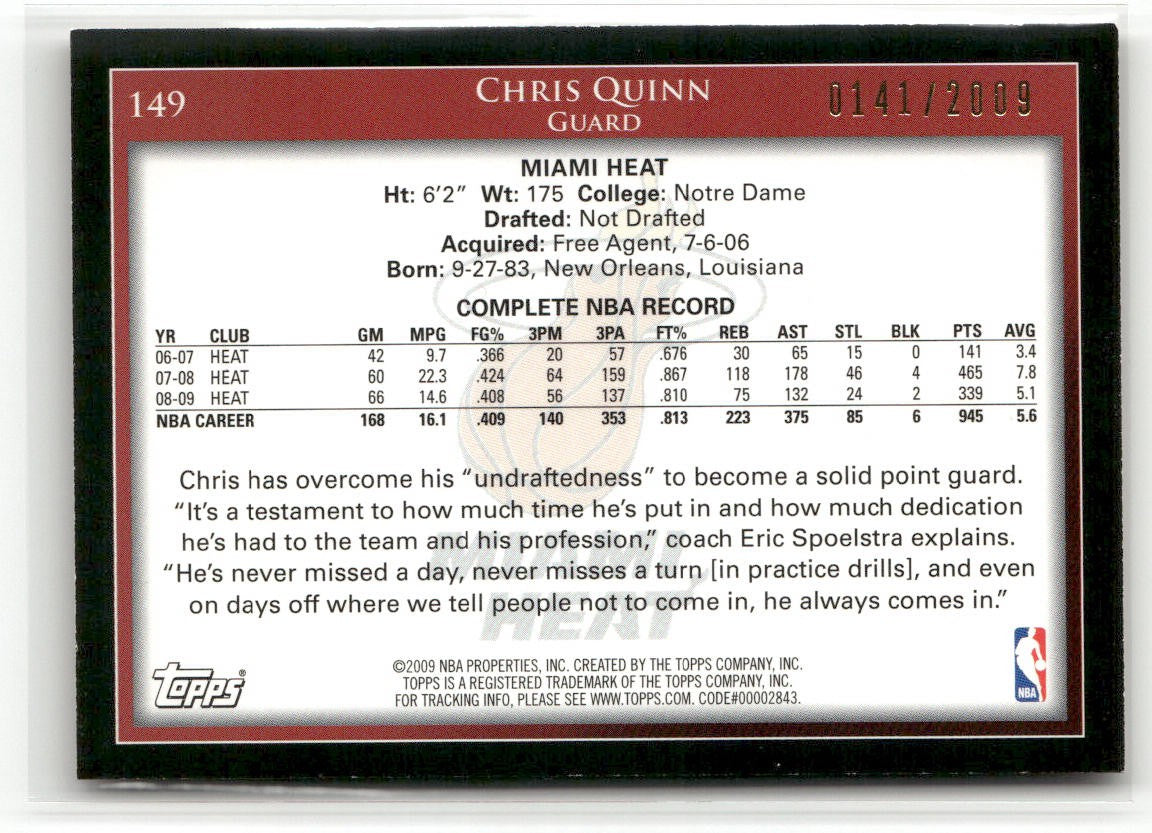 149
CHRIS QUINN
GUARD
0141/2009
MIAMI HEAT
Ht: 6'2" Wt: 175 College: Notre Dame
Drafted: Not Drafted
Acquired: Free Agent, 7-6-06
Born: 9-27-83, New Orleans, Louisiana
COMPLETE NBA RECORD
YR CLUB GM MPG FG% 3PM 3PA FT% REB AST STL BLK PTS AVG
06-07 HEAT 42 9.7 .366 20 57 .676 30 65 15 0 141 3.4
07-08 HEAT 60 22.3 .424 64 159 .867 118 178 46 4 465 7.8
08-09 HEAT 66 14.6 .408 56 137 .810 75 132 24 2 339 5.1
NBA CAREER 168 16.1 .409 140 353 .813 223 375 85 6 945 5.6
Chris has overcome his "undraftedness" to become a solid point guard.
"It's a testament to how much time he's put in and how much dedication
he's had to the team and his profession," coach Eric Spoelstra explains.
"He's never missed a day, never misses a turn [in practice drills], and even
on days off where we tell people not to come in, he always comes in."
MIAMI
HEAT
Topps®
©2009 NBA PROPERTIES, INC. CREATED BY THE TOPPS COMPANY, INC.
TOPPS IS A REGISTERED TRADEMARK OF THE TOPPS COMPANY, INC.
FOR TRACKING INFO, PLEASE SEE WWW.TOPPS.COM. CODE#00002843.
NBA